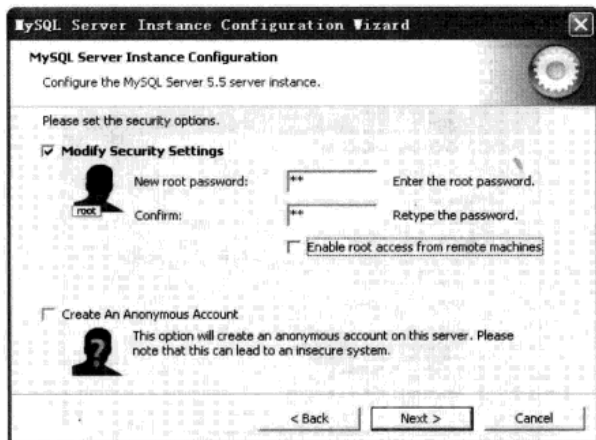 MySQL Server Instance Configuration Wizard
MySQL Server Instance Configuration
Configure the MySQL Server 5.5 server instance.
Please set the security options.
Modify Security Settings
New root password: ** Enter the root password.
root
Confirm: ** Retype the password.
Enable root access from remote machines
Create An Anonymous Account
?
This option will create an anonymous account on this server. Please
note that this can lead to an insecure system.
< Back Next > Cancel